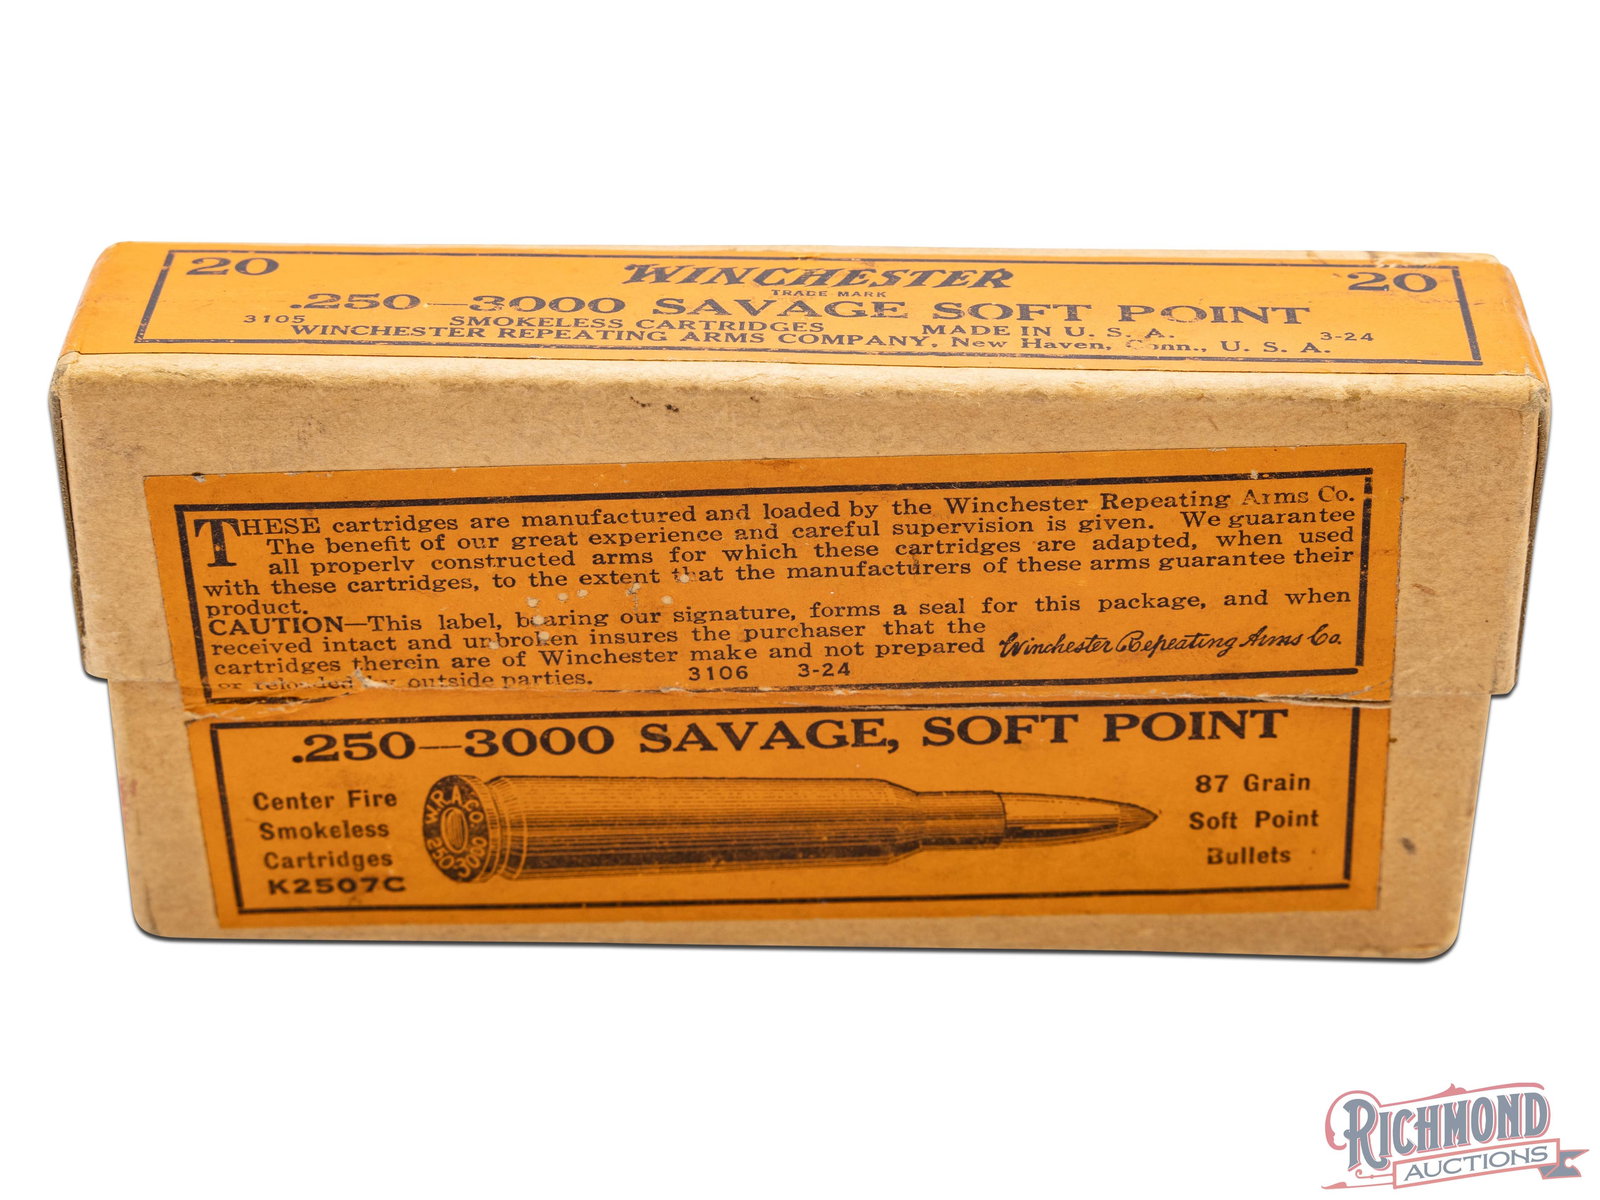 20 WINCHESTER 20
TRADE MARK
.250—3000 SAVAGE SOFT POINT
3105 SMOKELESS CARTRIDGES MADE IN U. S. A. 3-24
WINCHESTER REPEATING ARMS COMPANY, New Haven, Conn., U. S. A.
THESE cartridges are manufactured and loaded by the Winchester Repeating Arms Co.
The benefit of our great experience and careful supervision is given. We guarantee
all properly constructed arms for which these cartridges are adapted, when used
with these cartridges, to the extent that the manufacturers of these arms guarantee their
product.
CAUTION—This label, bearing our signature, forms a seal for this package, and when
received intact and unbroken insures the purchaser that the
cartridges therein are of Winchester make and not prepared Winchester Repeating Arms Co.
or reloaded by outside parties. 3106 3-24
.250—3000 SAVAGE, SOFT POINT
Center Fire
Smokeless
Cartridges
K2507C
W.R.A.CO.
250-3000
87 Grain
Soft Point
Bullets
RICHMOND
AUCTIONS